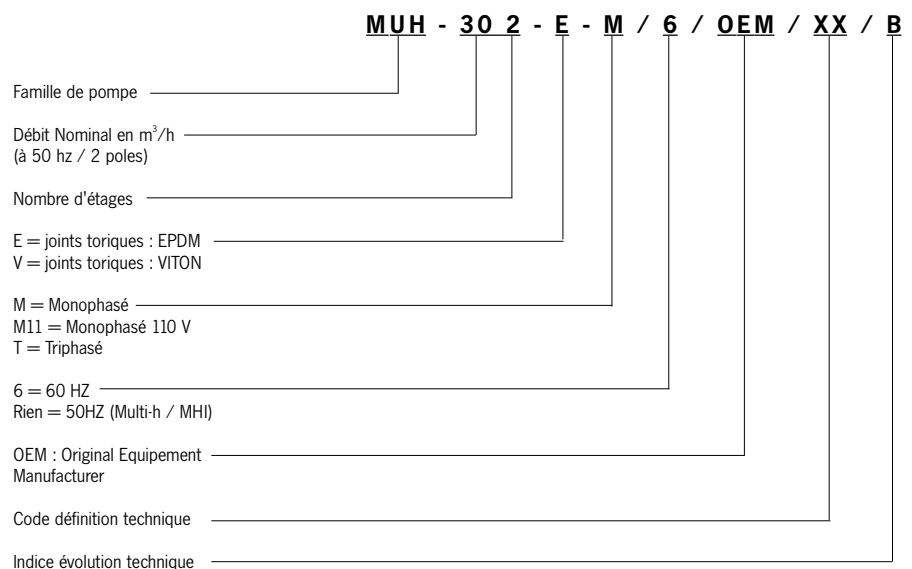 MUH - 30 2 - E - M / 6 / OEM / XX / B
Famille de pompe
Débit Nominal en m³/h
(à 50 hz / 2 poles)
Nombre d'étages
E = joints toriques : EPDM
V = joints toriques : VITON
M = Monophasé
M11 = Monophasé 110 V
T = Triphasé
6 = 60 HZ
Rien = 50HZ (Multi-h / MHI)
OEM : Original Equipement
Manufacturer
Code définition technique
Indice évolution technique